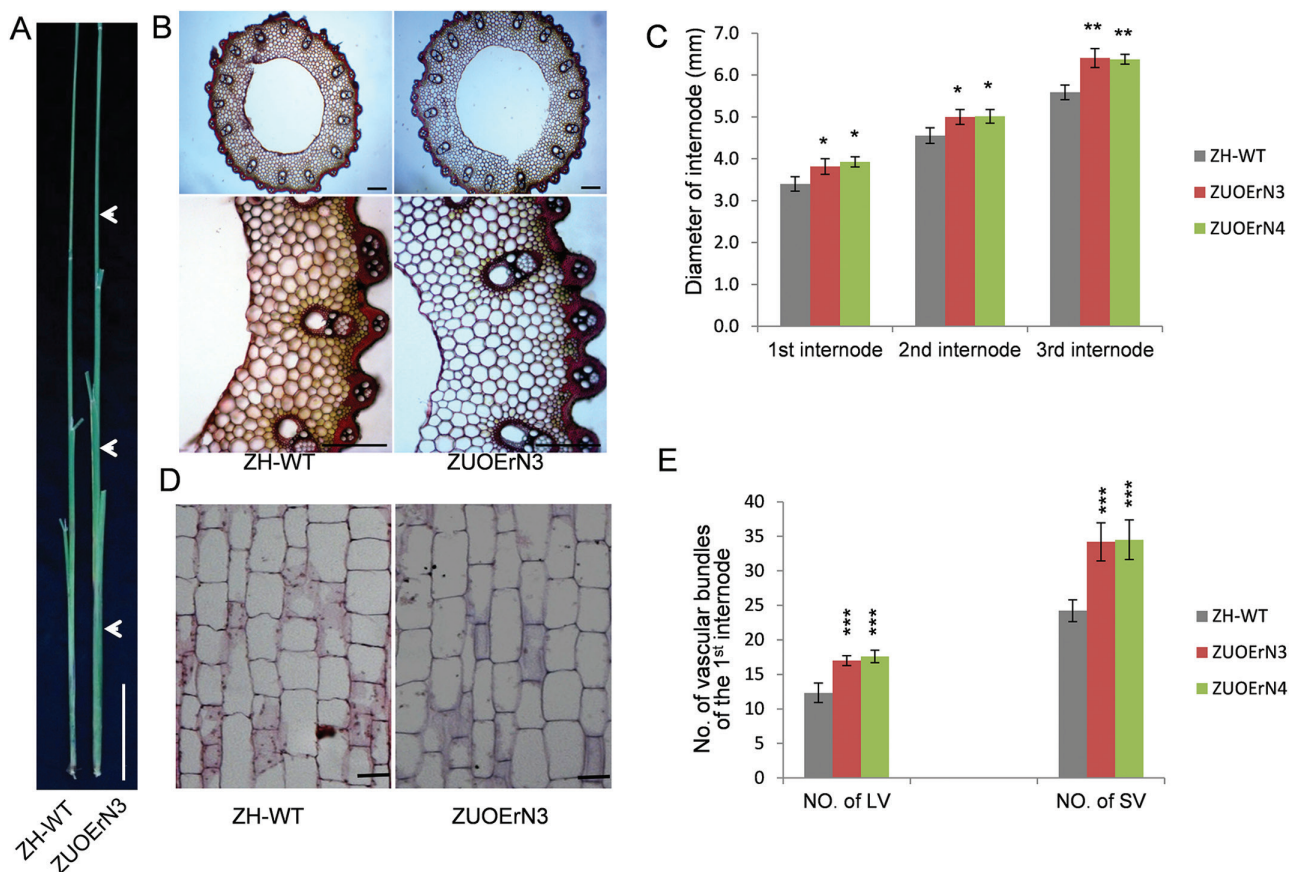 A
ZH-WT
ZUOErN3
B
ZH-WT
ZUOErN3
C
Diameter of internode (mm)
7.0
6.0
5.0
4.0
3.0
2.0
1.0
0.0
*
*
*
*
**
**
1st internode
2nd internode
3rd internode
ZH-WT
ZUOErN3
ZUOErN4
D
ZH-WT
ZUOErN3
E
No. of vascular bundles
of the 1st internode
40
35
30
25
20
15
10
5
0
***
***
***
***
NO. of LV
NO. of SV
ZH-WT
ZUOErN3
ZUOErN4